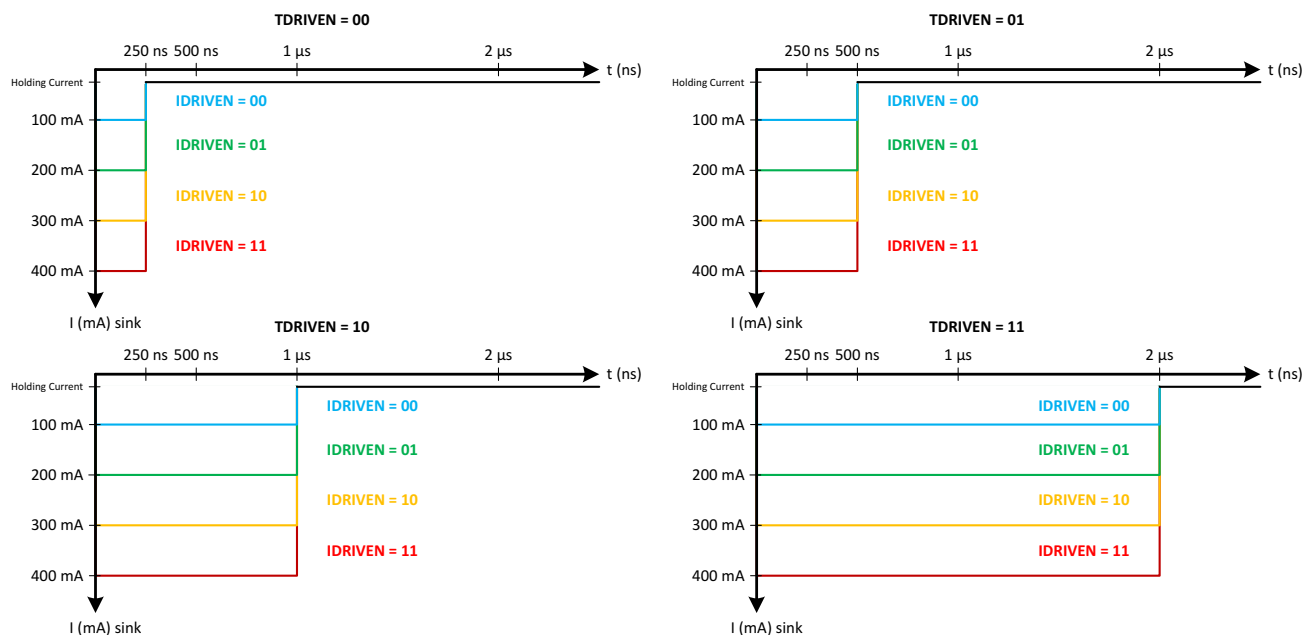 TDRIVEN = 00
250 ns 500 ns 1 µs 2 µs
t (ns)
Holding Current
IDRIVEN = 00
100 mA
IDRIVEN = 01
200 mA
IDRIVEN = 10
300 mA
IDRIVEN = 11
400 mA
I (mA) sink
TDRIVEN = 01
250 ns 500 ns 1 µs 2 µs
t (ns)
Holding Current
IDRIVEN = 00
100 mA
IDRIVEN = 01
200 mA
IDRIVEN = 10
300 mA
IDRIVEN = 11
400 mA
I (mA) sink
TDRIVEN = 10
250 ns 500 ns 1 µs 2 µs
t (ns)
Holding Current
IDRIVEN = 00
100 mA
IDRIVEN = 01
200 mA
IDRIVEN = 10
300 mA
IDRIVEN = 11
400 mA
I (mA) sink
TDRIVEN = 11
250 ns 500 ns 1 µs 2 µs
t (ns)
Holding Current
IDRIVEN = 00
100 mA
IDRIVEN = 01
200 mA
IDRIVEN = 10
300 mA
IDRIVEN = 11
400 mA
I (mA) sink